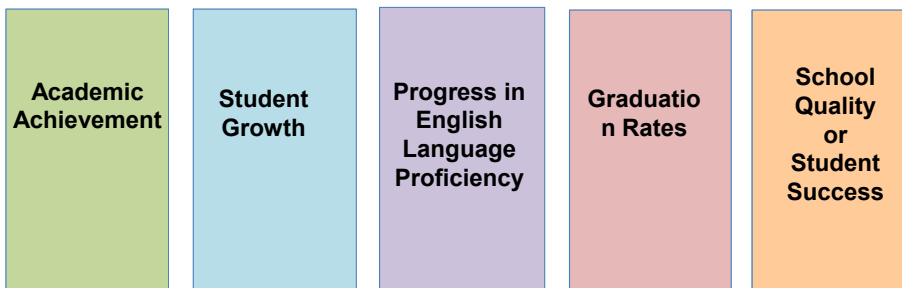 Academic
Achievement
Student
Growth
Progress in
English
Language
Proficiency
Graduatio
n Rates
School
Quality
or
Student
Success